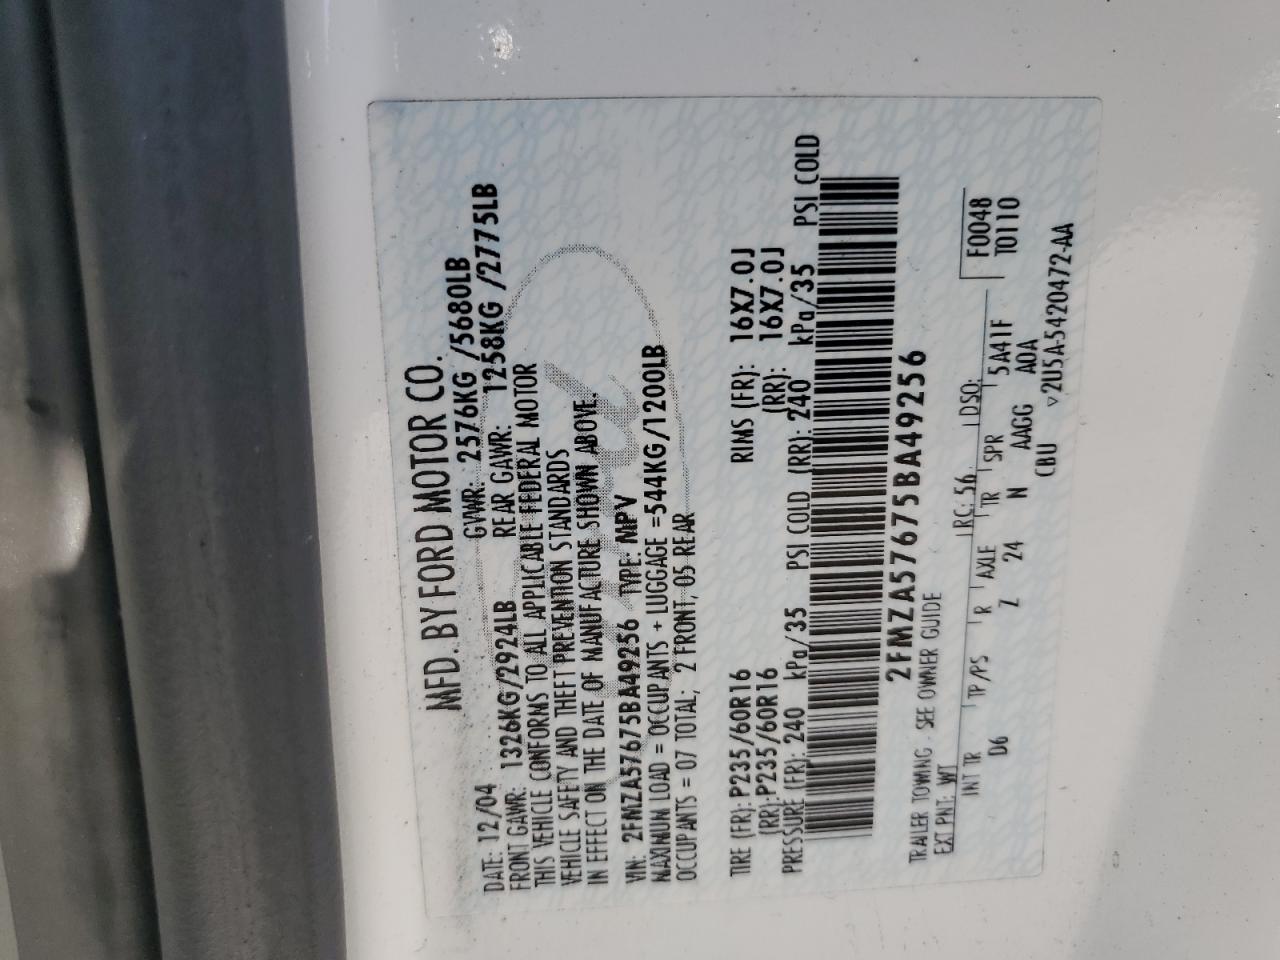 MFD. BY FORD MOTOR CO.
DATE: 12/04 GVWR: 2576KG /5680LB
FRONT GAWR: 1326KG/2924LB REAR GAWR: 1258KG /2775LB
THIS VEHICLE CONFORMS TO ALL APPLICABLE FEDERAL MOTOR
VEHICLE SAFETY AND THEFT PREVENTION STANDARDS
IN EFFECT ON THE DATE OF MANUFACTURE SHOWN ABOVE.
VIN: 2FMZA57675BA49256 TYPE: MPV
MAXIMUM LOAD = OCCUPANTS + LUGGAGE =544KG/1200LB
OCCUPANTS = 07 TOTAL; 2 FRONT, 05 REAR
TIRE (FR): P235/60R16 RIMS (FR): 16X7.0J
(RR): P235/60R16 (RR): 16X7.0J
PRESSURE (FR): 240 kPa/35 PSI COLD (RR): 240 kPa/35 PSI COLD
2FMZA57675BA49256
TRAILER TOWING - SEE OWNER GUIDE
EXT PNT: WT RC: 56 DSO: F0048
INT TR TP/PS R AXLE TR SPR 5A41F T0110
D6 Z 24 N AAGG A0A
CBU v2U5A-5420472-AA